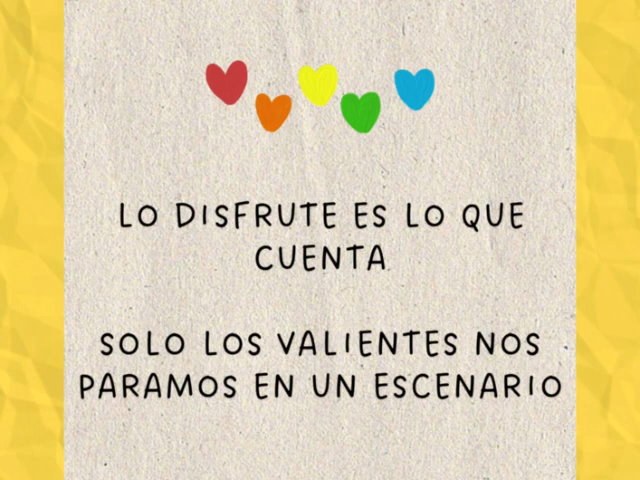 LO DISFRUTE ES LO QUE
CUENTA
SOLO LOS VALIENTES NOS
PARAMOS EN UN ESCENARIO